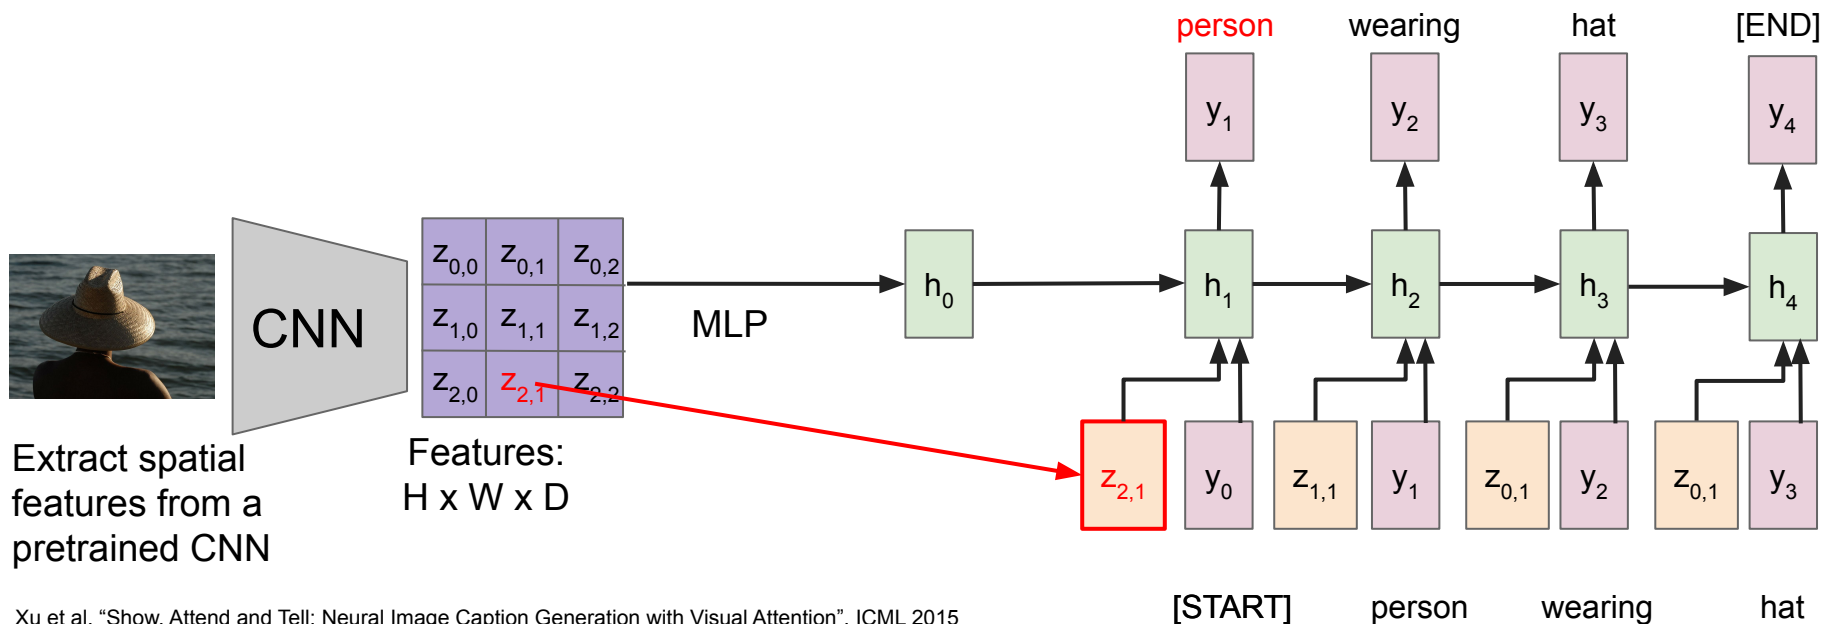 person wearing hat [END]
y1 y2 y3 y4
z0,0 z0,1 z0,2
z1,0 z1,1 z1,2
z2,0 z2,1 z2,2
CNN
MLP
h0 h1 h2 h3 h4
Extract spatial
features from a
pretrained CNN
Features:
H x W x D
z2,1 y0 z1,1 y1 z0,1 y2 z0,1 y3
[START] person wearing hat
Xu et al. “Show, Attend and Tell: Neural Image Caption Generation with Visual Attention”, ICML 2015